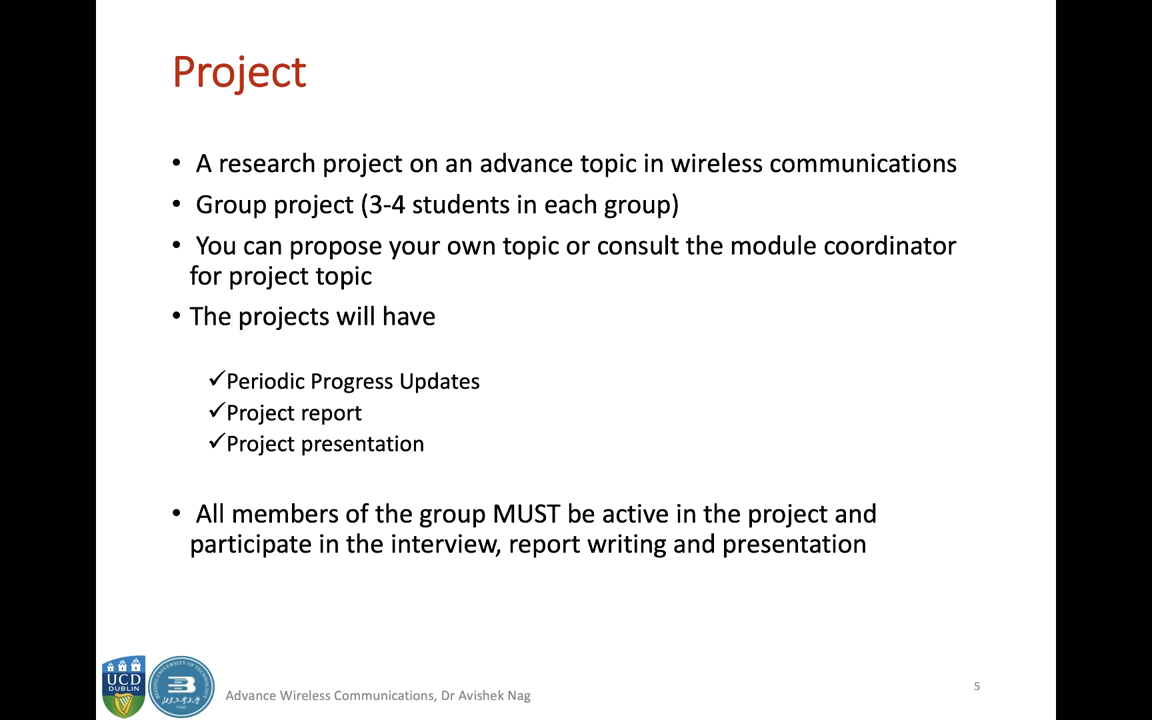 Project
• A research project on an advance topic in wireless communications
• Group project (3-4 students in each group)
• You can propose your own topic or consult the module coordinator
for project topic
• The projects will have
✓Periodic Progress Updates
✓Project report
✓Project presentation
• All members of the group MUST be active in the project and
participate in the interview, report writing and presentation
UCD
DUBLIN
Advance Wireless Communications, Dr Avishek Nag
5